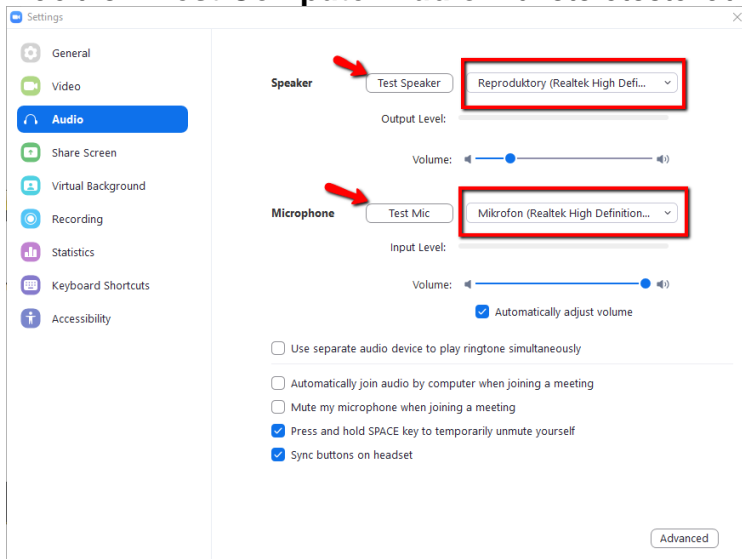 Settings
General
Video
Audio
Share Screen
Virtual Background
Recording
Statistics
Keyboard Shortcuts
Accessibility
Speaker Test Speaker Reproduktory (Realtek High Defi...
Output Level:
Volume:
Microphone Test Mic Mikrofon (Realtek High Definition...
Input Level:
Volume:
Automatically adjust volume
Use separate audio device to play ringtone simultaneously
Automatically join audio by computer when joining a meeting
Mute my microphone when joining a meeting
Press and hold SPACE key to temporarily unmute yourself
Sync buttons on headset
Advanced